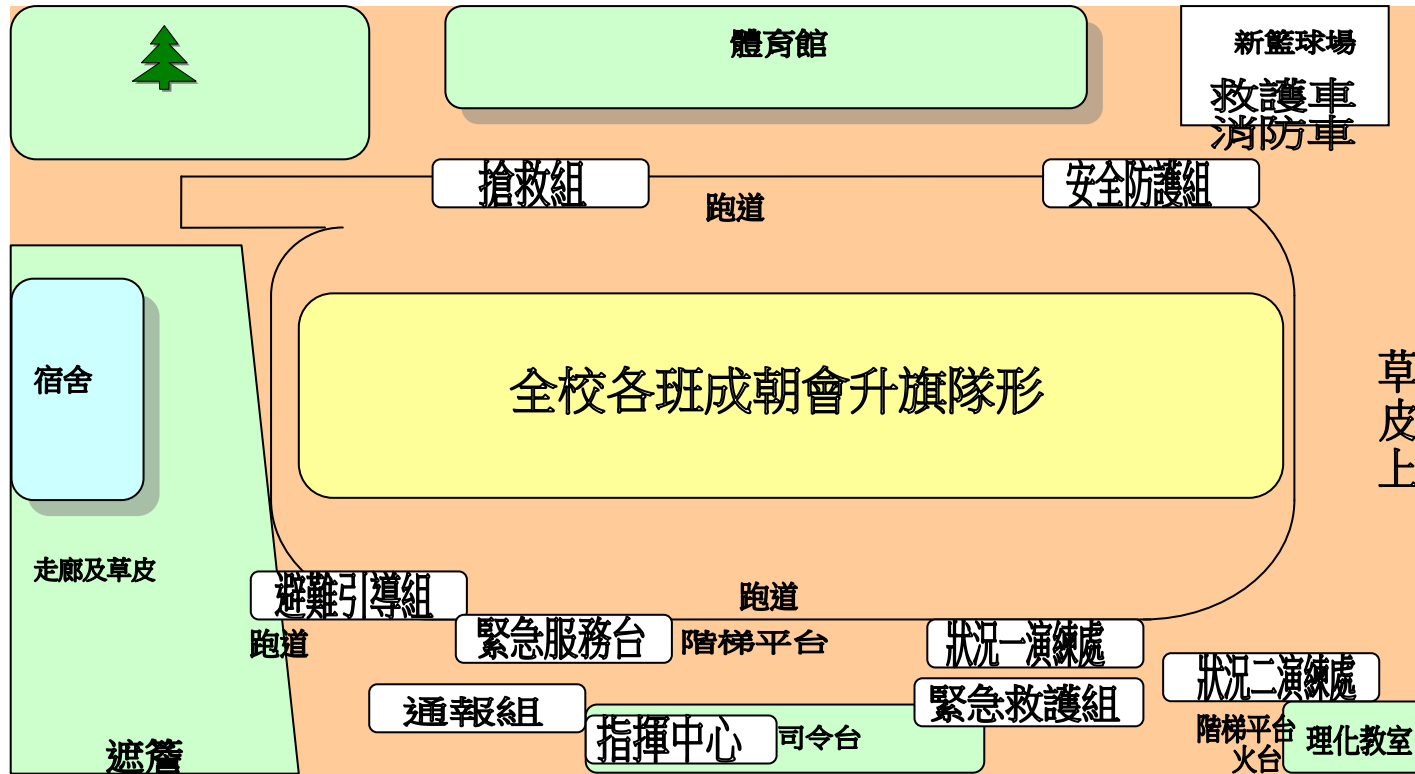 體育館
新籃球場
救護車
消防車
搶救組
安全防護組
跑道
宿舍
全校各班成朝會升旗隊形
草
皮
上
走廊及草皮
避難引導組
跑道
跑道
緊急服務台
階梯平台
狀況一演練處
狀況二演練處
通報組
緊急救護組
指揮中心
司令台
階梯平台
火台
理化教室
遮簷